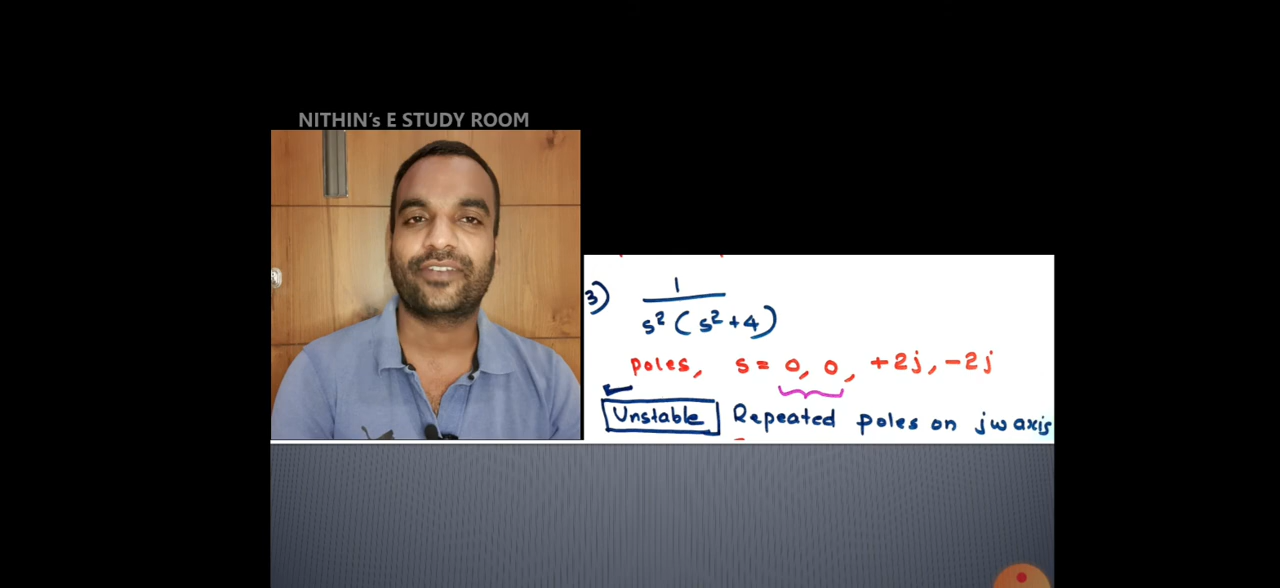 NITHIN's E STUDY ROOM
3) 1
s² (s²+4)
Poles, s = 0, 0, +2j, -2j
Unstable Repeated poles on jw axis